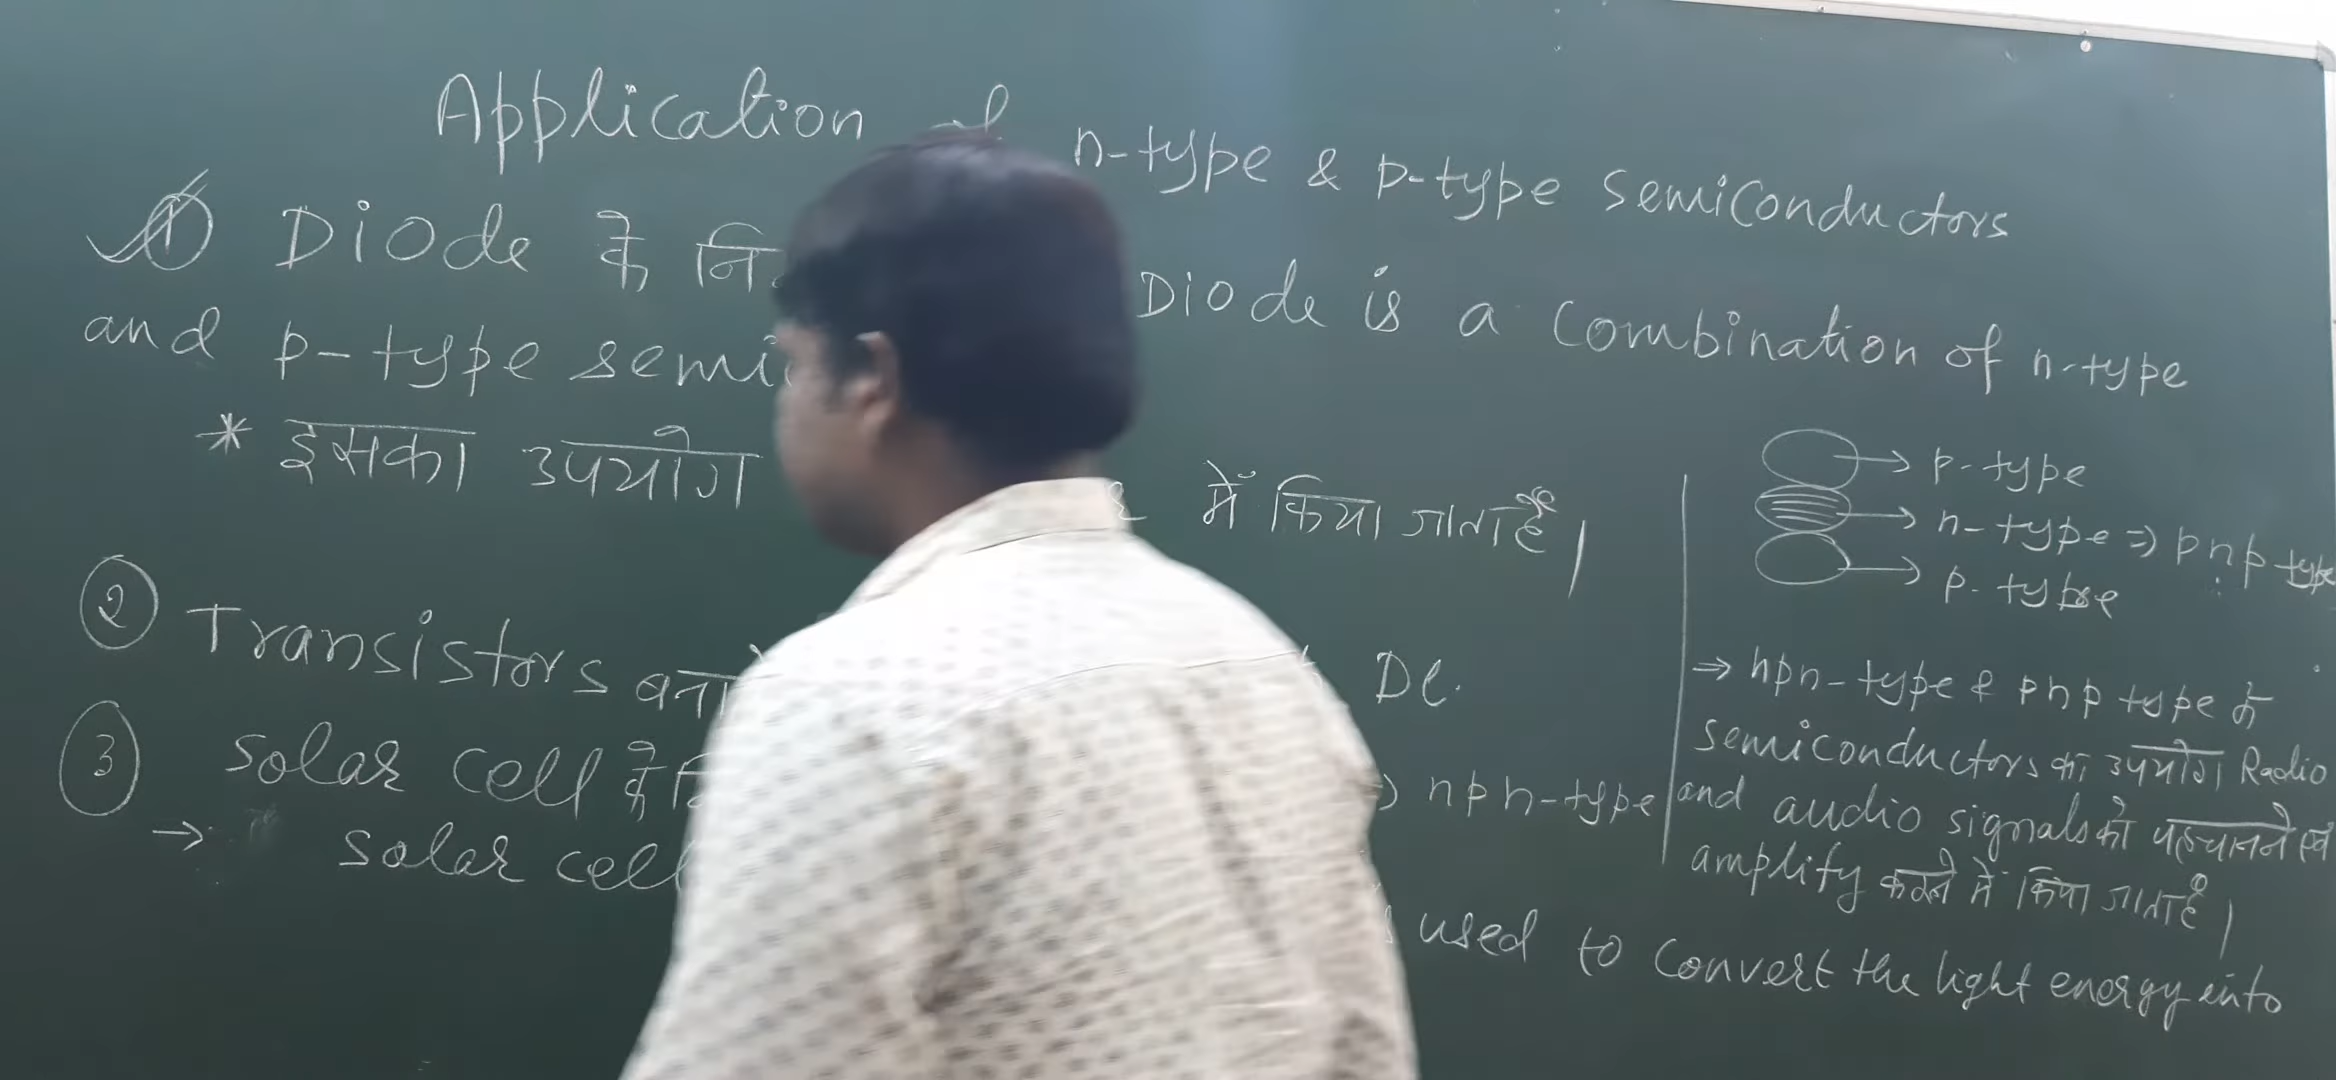 Application of n-type & p-type semiconductors
① Diode के Diode is a combination of n-type
and p-type semi
* इसका उपयोग में किया जाता है।
② Transistors DC.
③ solar cell के ⇒ npn-type
→ solar cell used to convert the light energy into
→ p-type
→ n-type ⇒ pnp-type
→ p-type
⇒ npn-type & pnp type के
semiconductors का उपयोग Radio
and audio signals को पहचानने एवं
amplify करने में किया जाता है।